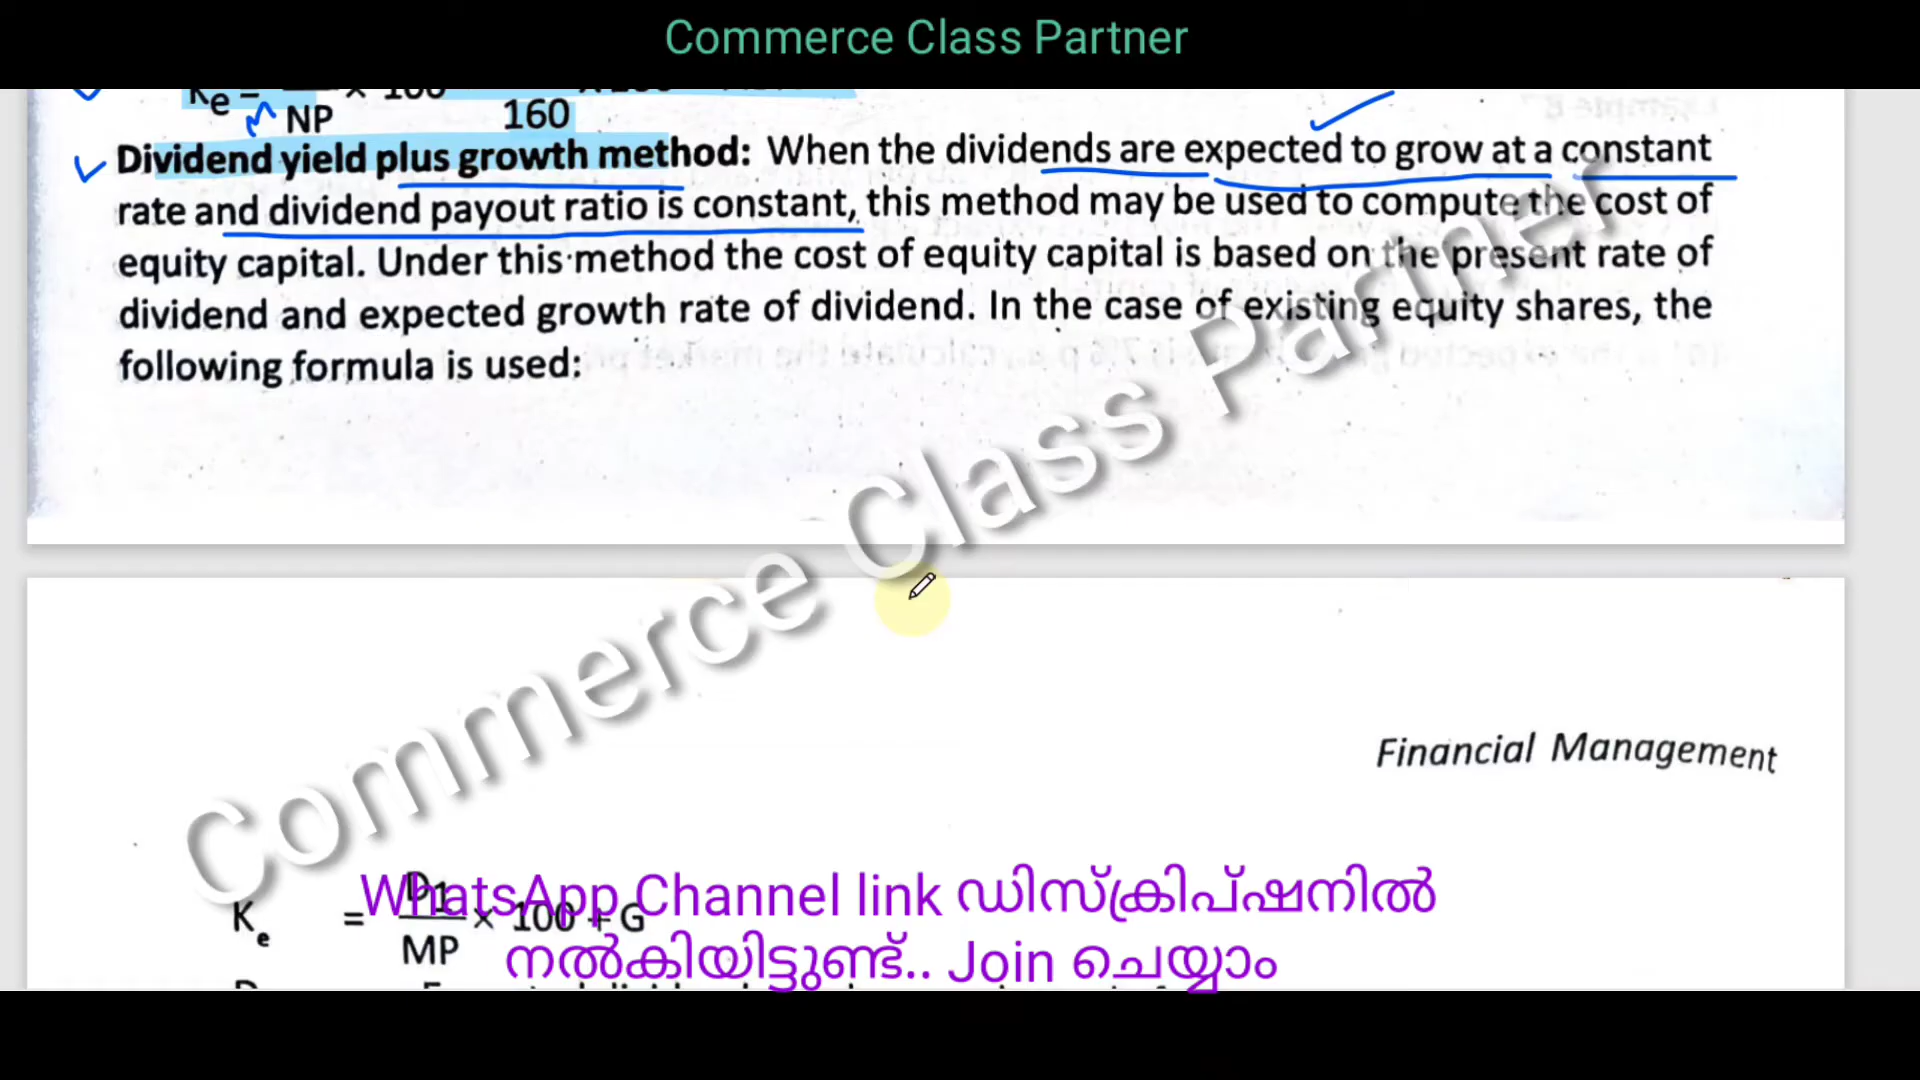 Commerce Class Partner
Ke =
NP
160
Dividend yield plus growth method: When the dividends are expected to grow at a constant
rate and dividend payout ratio is constant, this method may be used to compute the cost of
equity capital. Under this method the cost of equity capital is based on the present rate of
dividend and expected growth rate of dividend. In the case of existing equity shares, the
following formula is used:
Commerce Class Partner
Financial Management
Ke = D1/MP × 100 + G
WhatsApp Channel link ഡിസ്ക്രിപ്ഷനിൽ
നൽകിയിട്ടുണ്ട്.. Join ചെയ്യാം